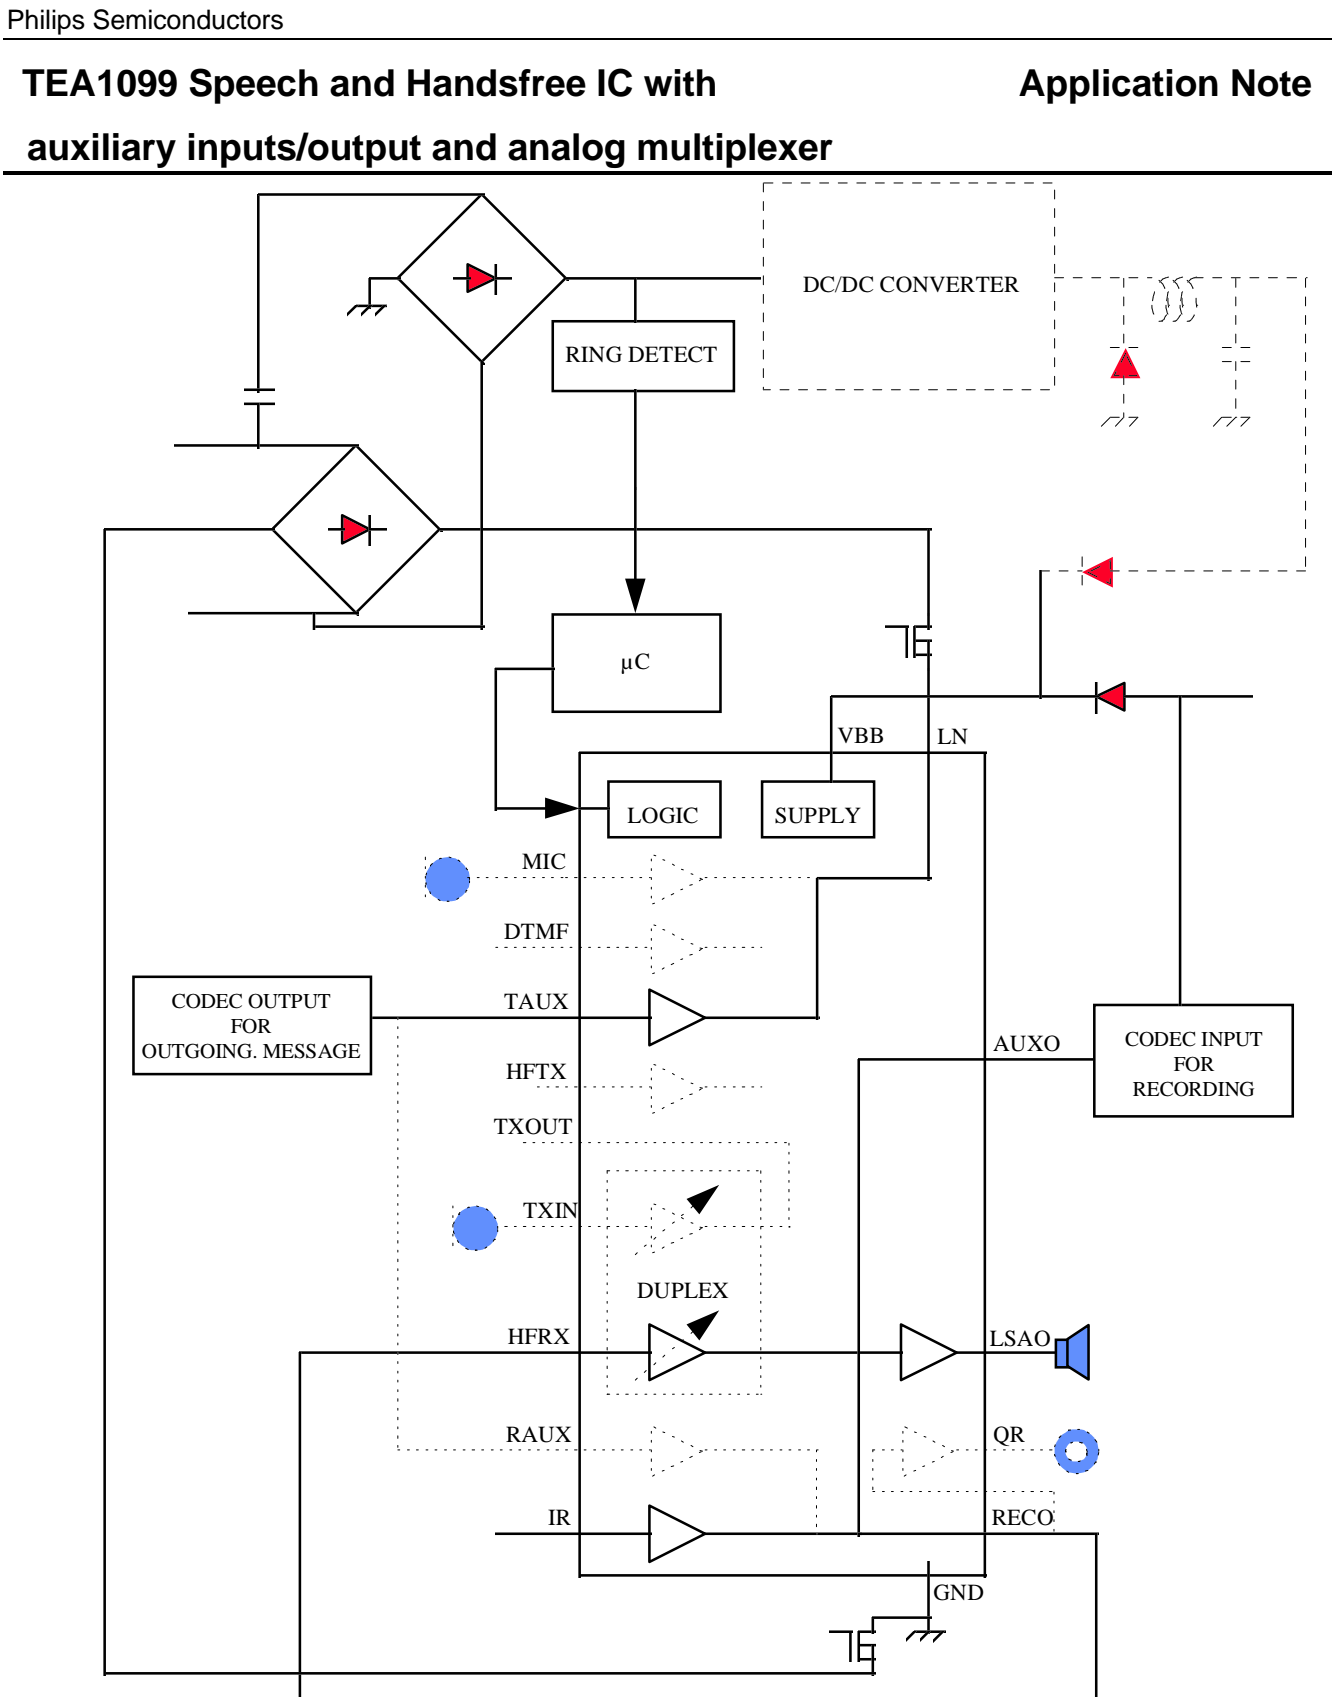 Philips Semiconductors
TEA1099 Speech and Handsfree IC with Application Note
auxiliary inputs/output and analog multiplexer
DC/DC CONVERTER
RING DETECT
µC
VBB
LN
LOGIC
SUPPLY
MIC
DTMF
CODEC OUTPUT
FOR
OUTGOING. MESSAGE
TAUX
AUXO
CODEC INPUT
FOR
RECORDING
HFTX
TXOUT
TXIN
DUPLEX
HFRX
LSAO
RAUX
QR
IR
RECO
GND